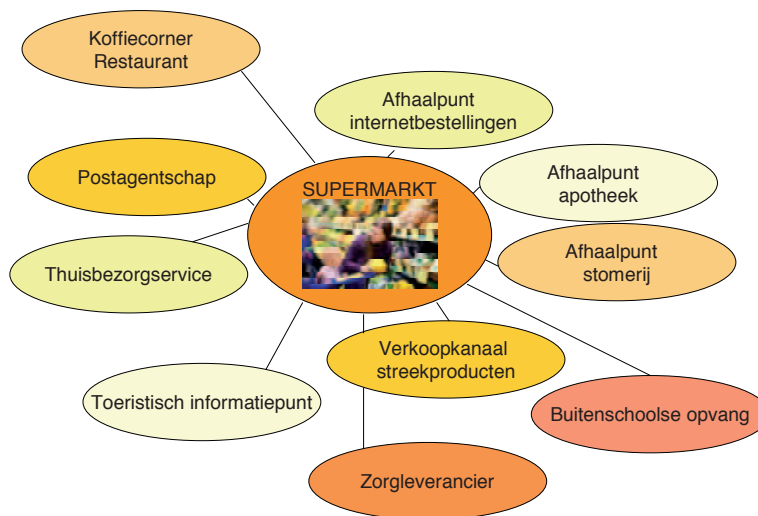 Koffiecorner
Restaurant
Afhaalpunt
internetbestellingen
Postagentschap
SUPERMARKT
Afhaalpunt
apotheek
Afhaalpunt
stomerij
Thuisbezorgservice
Verkoopkanaal
streekproducten
Toeristisch informatiepunt
Buitenschoolse opvang
Zorgleverancier